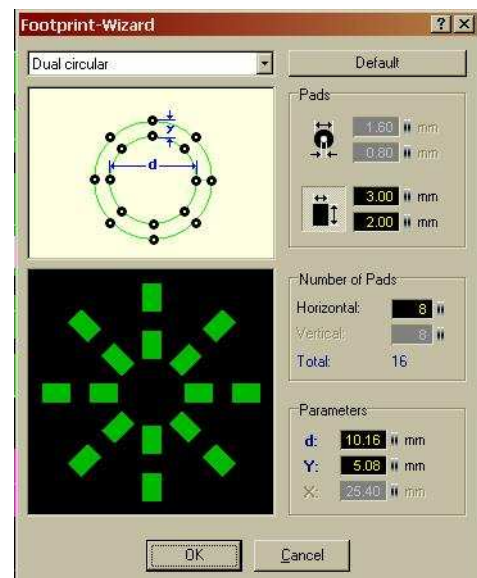 Footprint-Wizard
Dual circular
Default
y
d
Pads
1.60 mm
0.80 mm
3.00 mm
2.00 mm
Number of Pads
Horizontal: 8
Vertical: 8
Total: 16
Parameters
d: 10.16 mm
Y: 5.08 mm
X: 25.40 mm
OK Cancel